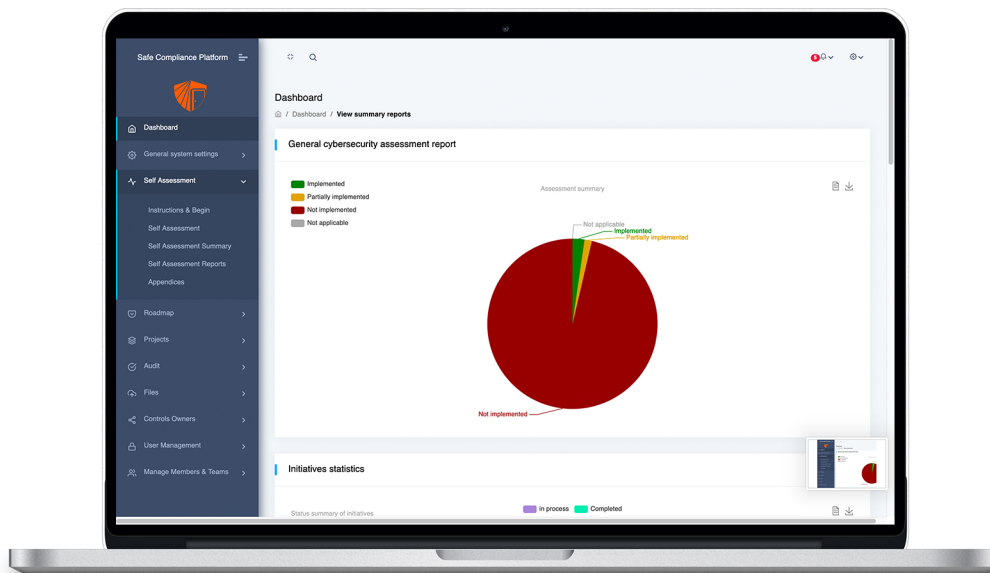 Safe Compliance Platform
Dashboard
General system settings
Self Assessment
Instructions & Begin
Self Assessment
Self Assessment Summary
Self Assessment Reports
Appendices
Roadmap
Projects
Audit
Files
Controls Owners
User Management
Manage Members & Teams
Dashboard
/ Dashboard / View summary reports
General cybersecurity assessment report
Implemented
Partially implemented
Not implemented
Not applicable
Assessment summary
Not applicable
Implemented
Partially implemented
Not implemented
Initiatives statistics
Status summary of initiatives
in process Completed